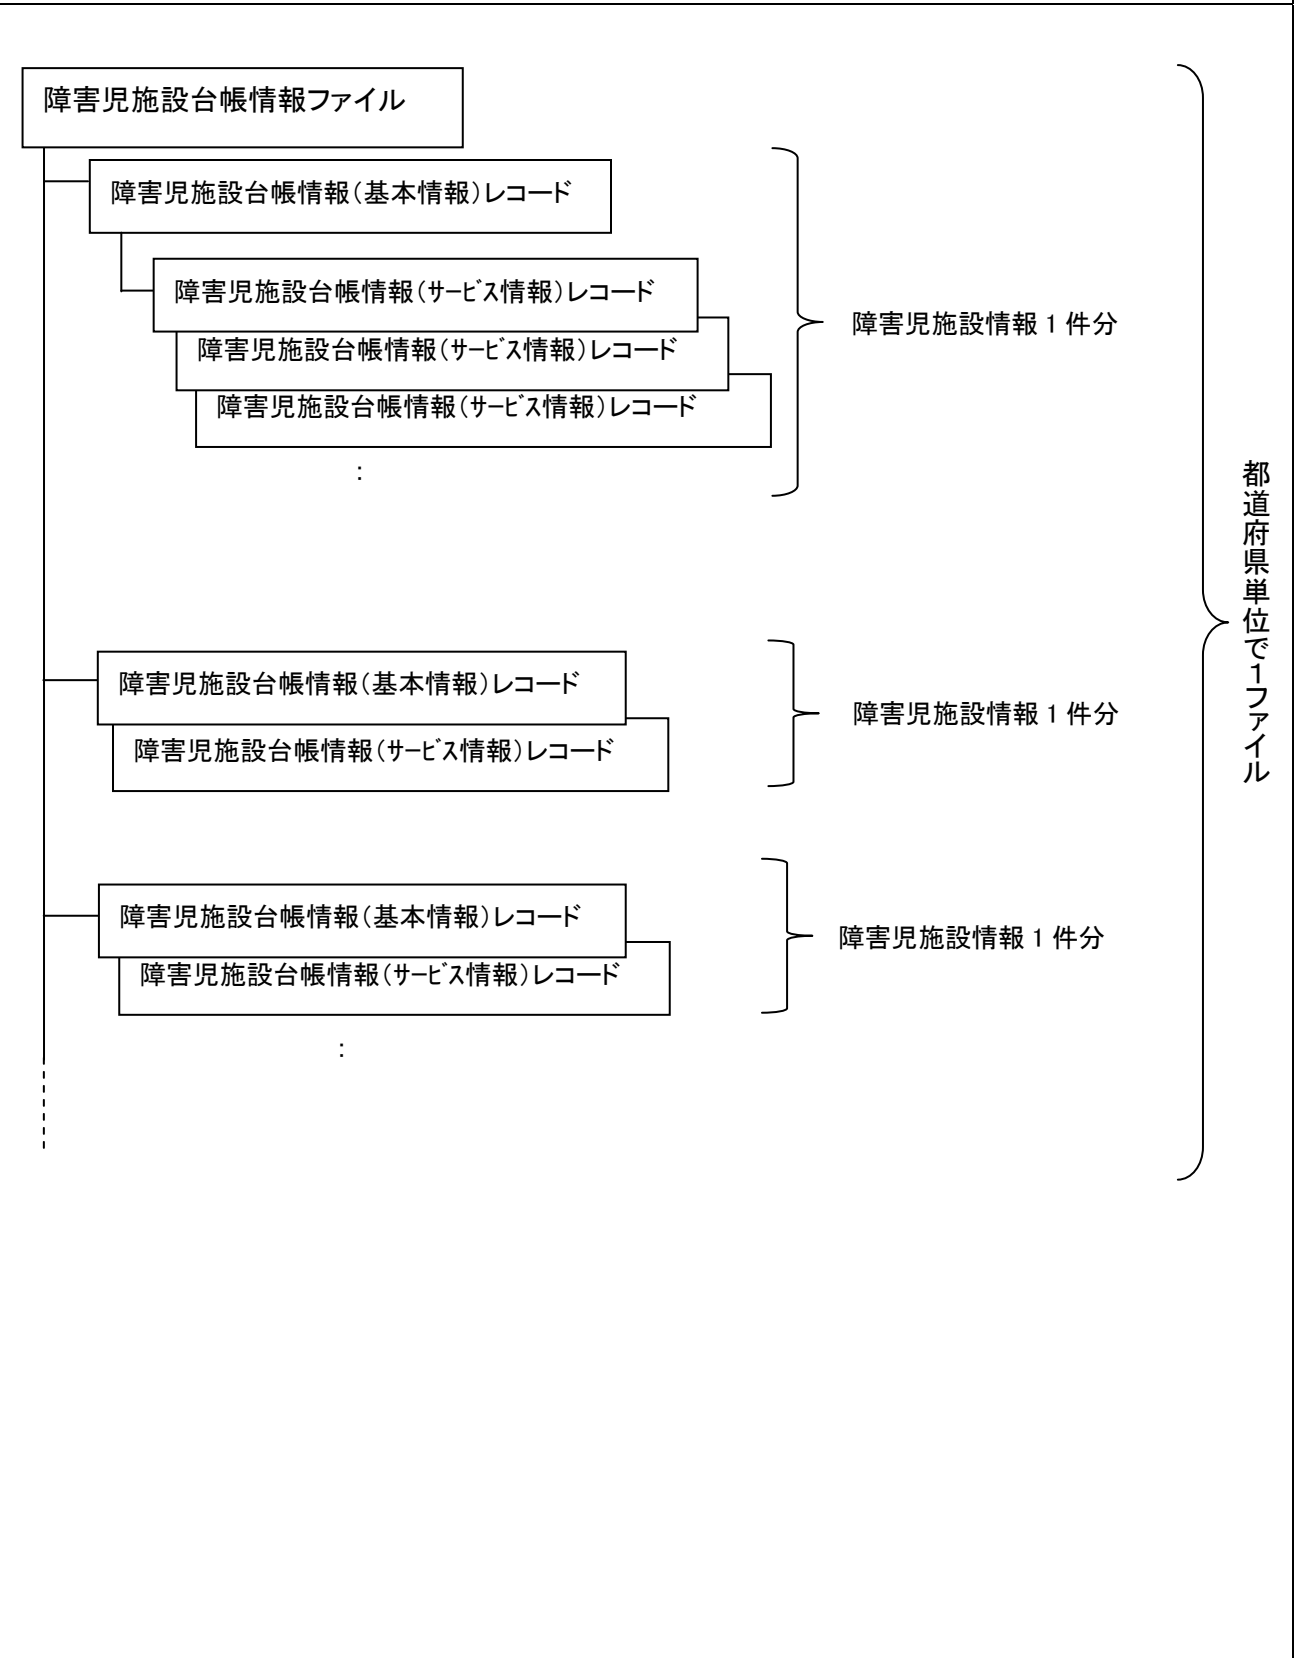 障害児施設台帳情報ファイル
障害児施設台帳情報（基本情報）レコード
障害児施設台帳情報（ｻｰﾋﾞｽ情報）レコード
障害児施設台帳情報（ｻｰﾋﾞｽ情報）レコード
障害児施設台帳情報（ｻｰﾋﾞｽ情報）レコード
：
障害児施設情報 1 件分
障害児施設台帳情報（基本情報）レコード
障害児施設台帳情報（ｻｰﾋﾞｽ情報）レコード
障害児施設情報 1 件分
障害児施設台帳情報（基本情報）レコード
障害児施設台帳情報（ｻｰﾋﾞｽ情報）レコード
：
障害児施設情報 1 件分
都道府県単位で１ファイル